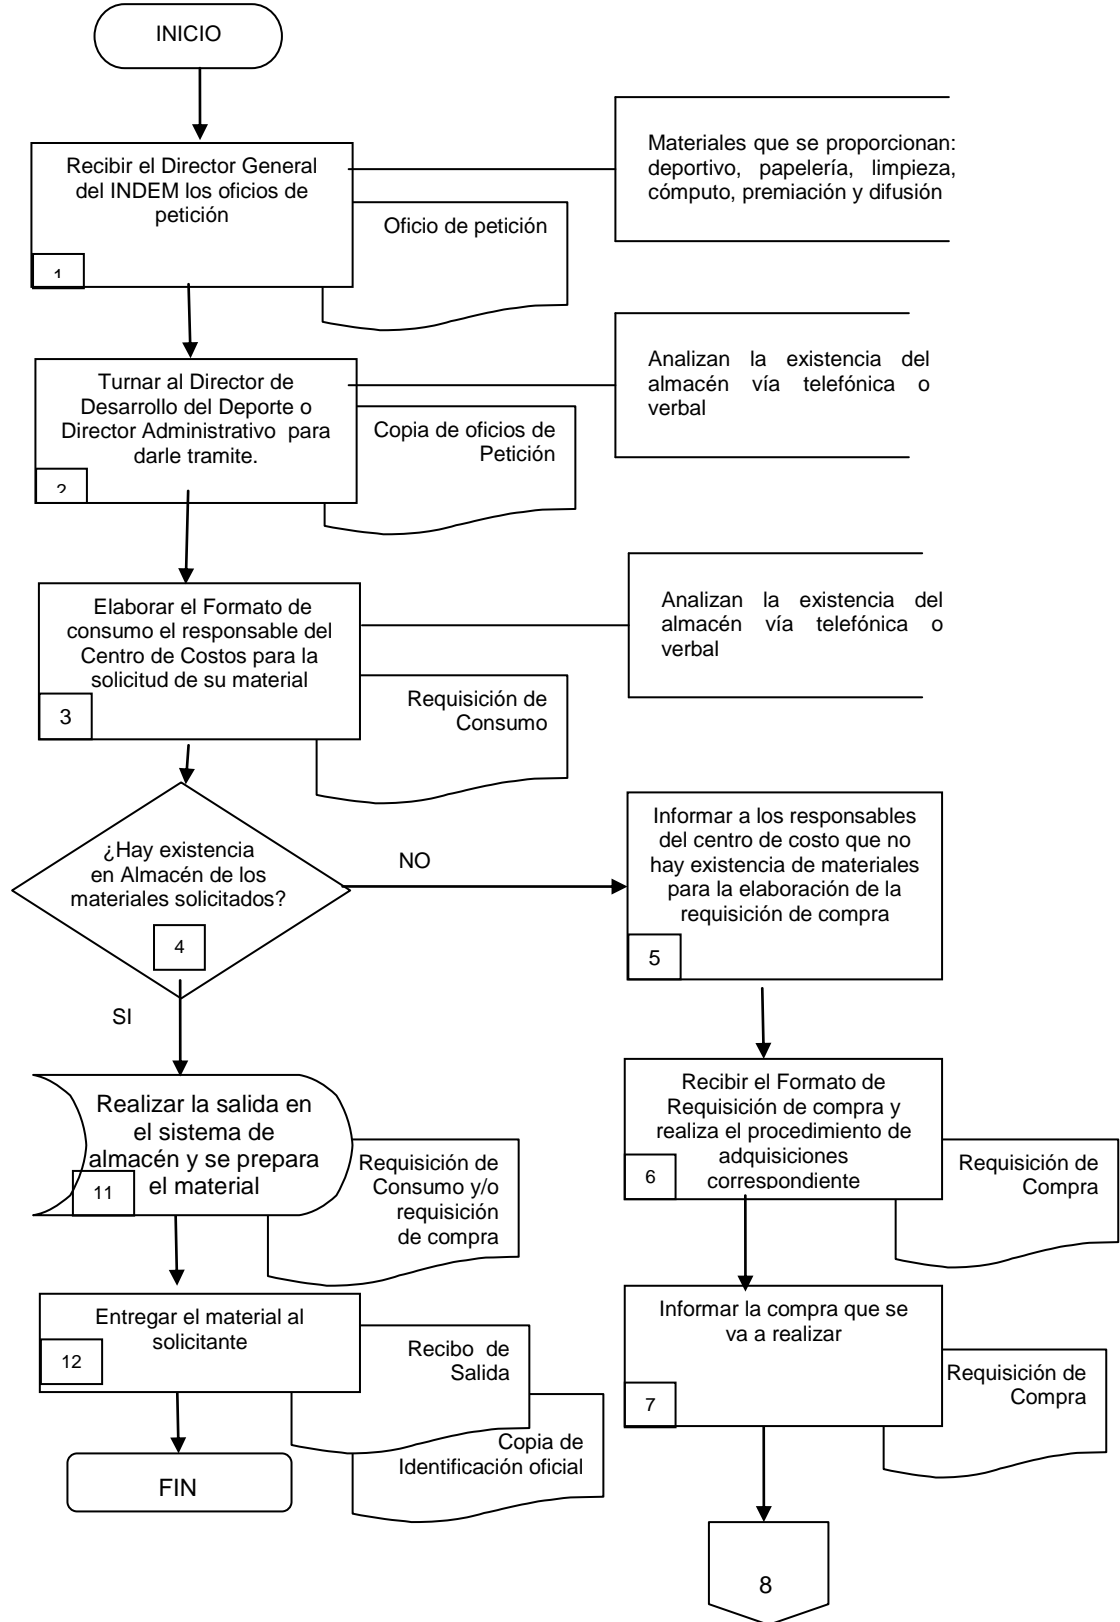 INICIO
Recibir el Director General
del INDEM los oficios de
petición
1
Oficio de petición
Materiales que se proporcionan:
deportivo, papelería, limpieza,
cómputo, premiación y difusión
Turnar al Director de
Desarrollo del Deporte o
Director Administrativo para
darle tramite.
2
Copia de oficios de
Petición
Analizan la existencia del
almacén vía telefónica o
verbal
Elaborar el Formato de
consumo el responsable del
Centro de Costos para la
solicitud de su material
3
Requisición de
Consumo
Analizan la existencia del
almacén vía telefónica o
verbal
¿Hay existencia
en Almacén de los
materiales solicitados?
4
NO
SI
Informar a los responsables
del centro de costo que no
hay existencia de materiales
para la elaboración de la
requisición de compra
5
Recibir el Formato de
Requisición de compra y
realiza el procedimiento de
adquisiciones
correspondiente
6
Requisición de
Compra
Informar la compra que se
va a realizar
7
Requisición de
Compra
8
Realizar la salida en
el sistema de
almacén y se prepara
el material
11
Requisición de
Consumo y/o
requisición
de compra
Entregar el material al
solicitante
12
Recibo de
Salida
Copia de
Identificación oficial
FIN